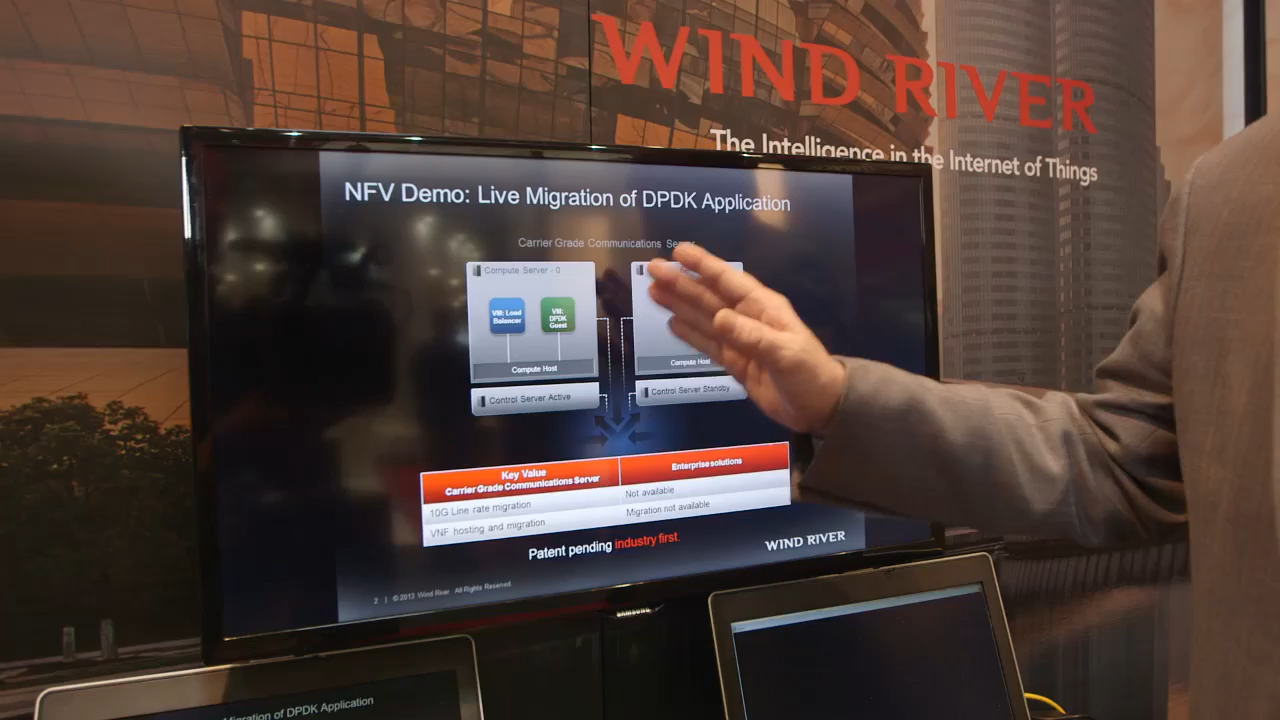 WIND RIVER
The Intelligence in the Internet of Things
NFV Demo: Live Migration of DPDK Application
Carrier Grade Communications Server
Compute Server - 0
VM: Load
Balancer
VM:
DPDK
Guest
Compute Host
Compute Host
Control Server Active
Control Server Standby
Key Value
Carrier Grade Communications Server
Enterprise solutions
10G Line rate migration
Not available
VNF hosting and migration
Migration not available
Patent pending industry first.
WIND RIVER
2 | © 2013 Wind River. All Rights Reserved.
SAMSUNG
Migration of DPDK Application